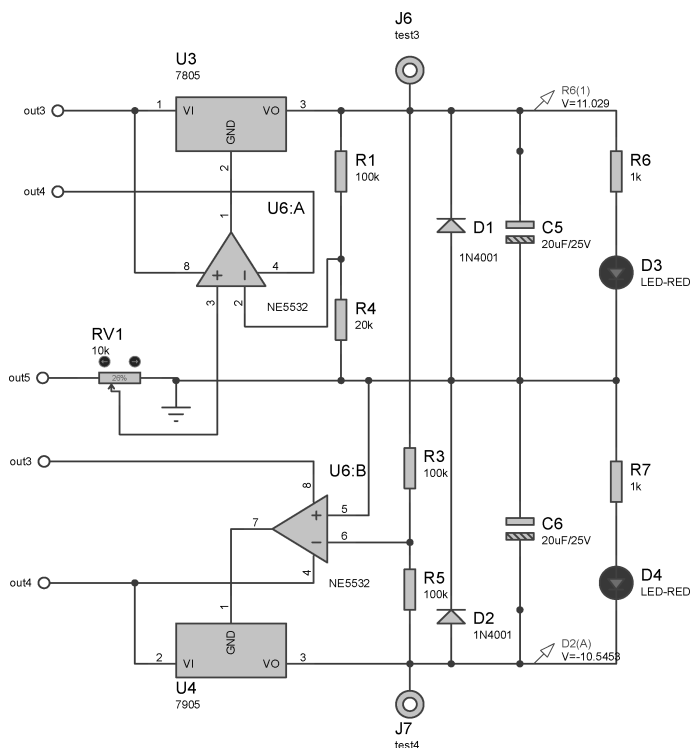 J6
test3
U3
7805
out3
1
VI
VO
3
GND
2
R6(1)
V=11.029
R1
100k
R6
1k
out4
1
U6:A
D1
1N4001
C5
20uF/25V
8
4
3
2
NE5532
D3
LED-RED
R4
20k
RV1
10k
26%
out5
out3
U6:B
R3
100k
R7
1k
8
5
7
6
4
NE5532
C6
20uF/25V
out4
1
R5
100k
D4
LED-RED
D2
1N4001
GND
2
VI
VO
3
D2(A)
V=-10.5453
U4
7905
J7
test4